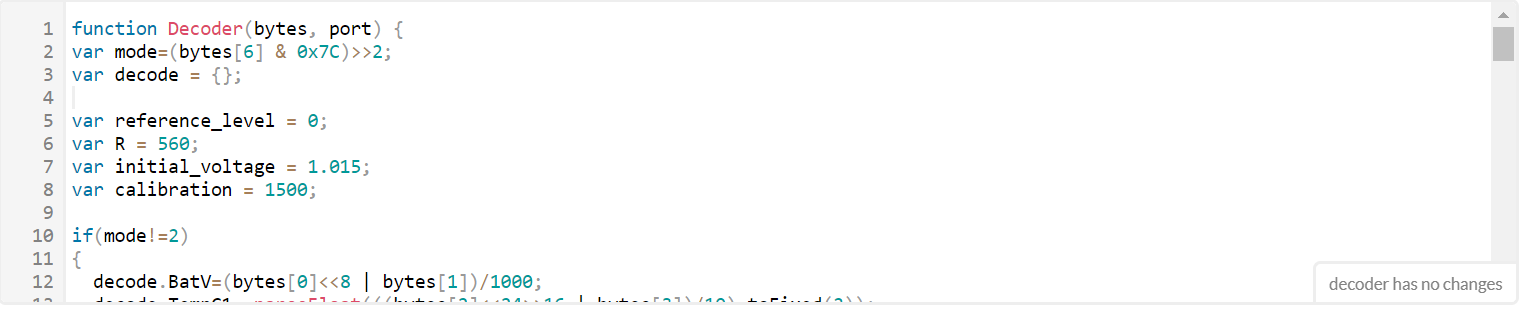 1 function Decoder(bytes, port) {
2 var mode=(bytes[6] & 0x7C)>>2;
3 var decode = {};
4
5 var reference_level = 0;
6 var R = 560;
7 var initial_voltage = 1.015;
8 var calibration = 1500;
9
10 if(mode!=2)
11 {
12 decode.BatV=(bytes[0]<<8 | bytes[1])/1000;
decoder has no changes